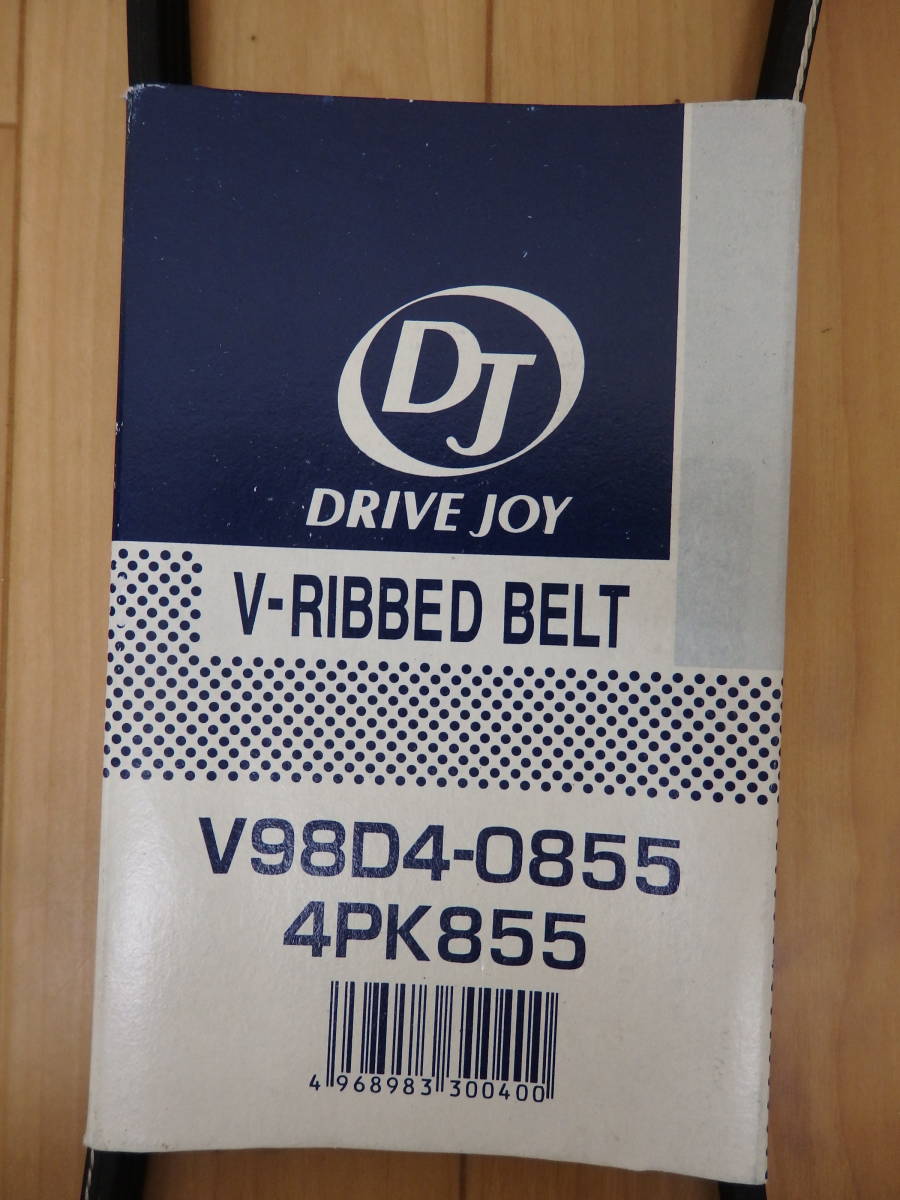 DJ
DRIVE JOY
V-RIBBED BELT
V98D4-0855
4PK855
4 968983 300400